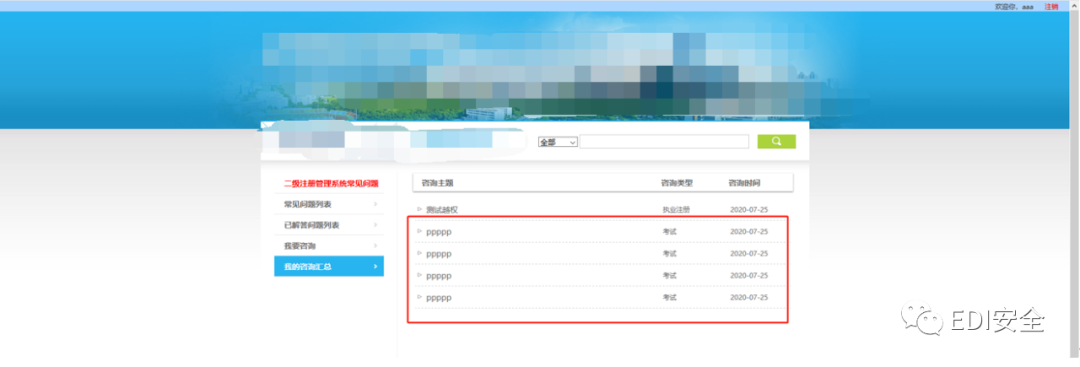 欢迎你、aaa 注销
全部
二级注册管理系统常见问题
常见问题列表
已解答问题列表
我要咨询
我的咨询汇总
咨询主题 咨询类型 咨询时间
测试越权 执业注册 2020-07-25
ppppp 考试 2020-07-25
ppppp 考试 2020-07-25
ppppp 考试 2020-07-25
ppppp 考试 2020-07-25
EDI安全